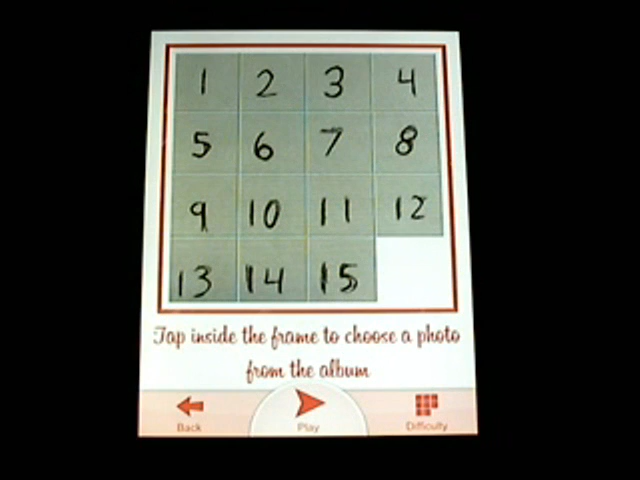 1 2 3 4
5 6 7 8
9 10 11 12
13 14 15
Tap inside the frame to choose a photo
from the album
Back Play Difficulty